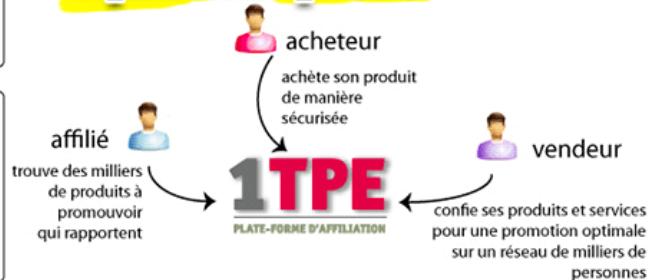 acheteur
achète son produit
de manière
sécurisée
affilié
trouve des milliers
de produits à
promouvoir
qui rapportent
1TPE
PLATE-FORME D'AFFILIATION
vendeur
confie ses produits et services
pour une promotion optimale
sur un réseau de milliers de
personnes